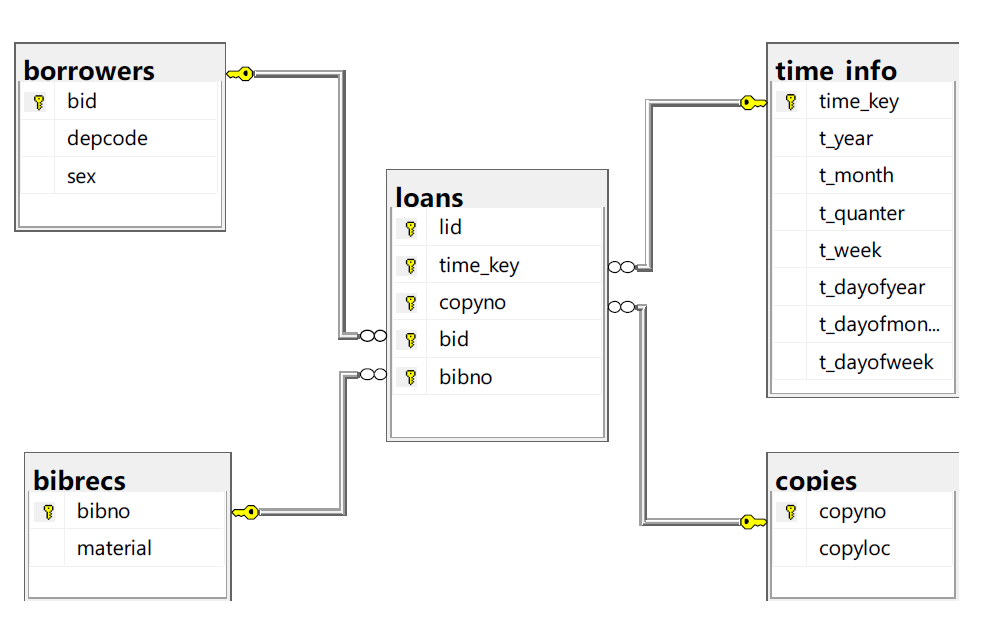 borrowers
bid
depcode
sex
loans
lid
time_key
copyno
bid
bibno
bibrecs
bibno
material
time_info
time_key
t_year
t_month
t_quanter
t_week
t_dayofyear
t_dayofmon...
t_dayofweek
copies
copyno
copyloc